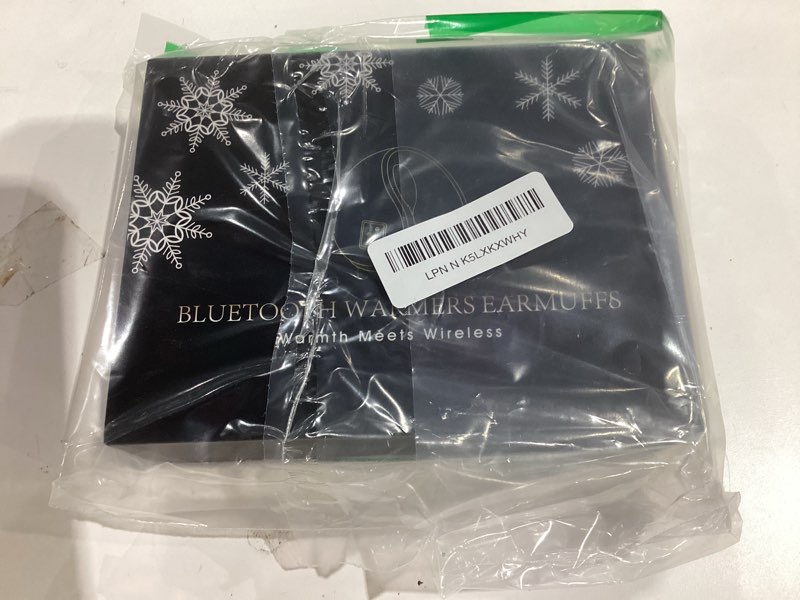 LPN N K5LXKXWHY
BLUETOOTH WARMERS EARMUFFS
Warmth Meets Wireless